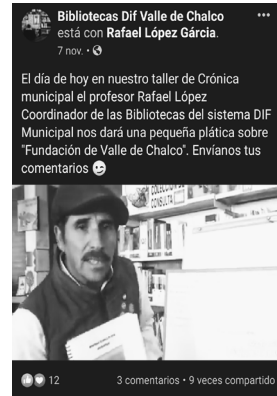 Bibliotecas Dif Valle de Chalco
está con Rafael López Gárcia.
7 nov. •
El día de hoy en nuestro taller de Crónica
municipal el profesor Rafael López
Coordinador de las Bibliotecas del sistema DIF
Municipal nos dará una pequeña plática sobre
"Fundación de Valle de Chalco". Envíanos tus
comentarios 😉
COLECCIÓN
CONSULTA
12
3 comentarios • 9 veces compartido